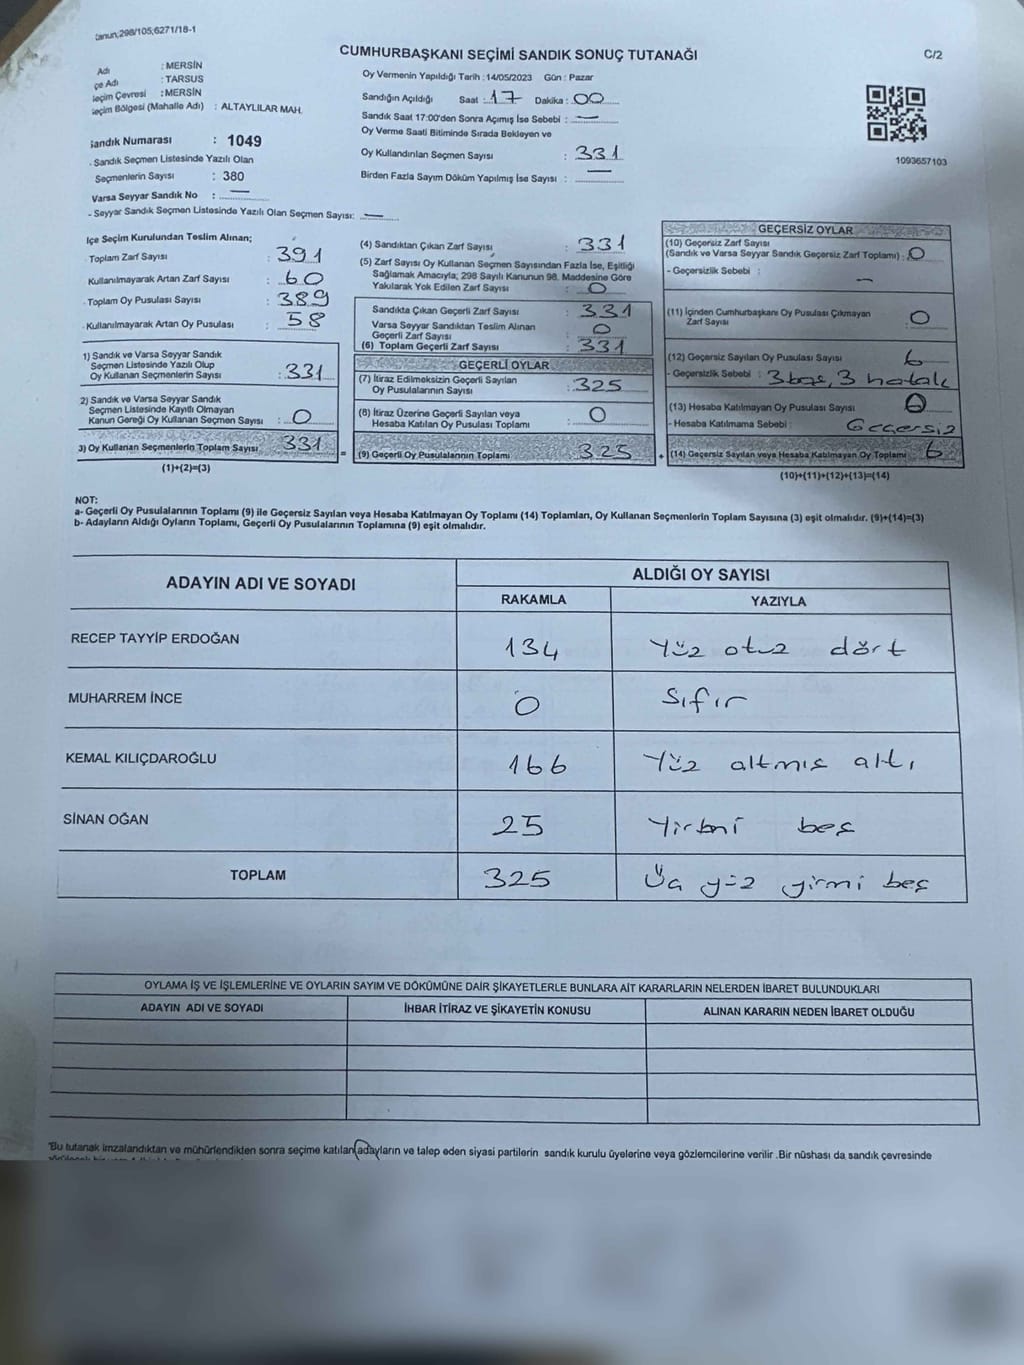 Kanun,298/105;6271/18-1
CUMHURBAŞKANI SEÇİMİ SANDIK SONUÇ TUTANAĞI
C/2
Adı : MERSİN
çe Adı : TARSUS
Seçim Çevresi : MERSİN
Seçim Bölgesi (Mahalle Adı) : ALTAYLILAR MAH.
Sandık Numarası : 1049
- Sandık Seçmen Listesinde Yazılı Olan
Seçmenlerin Sayısı : 380
Varsa Seyyar Sandık No : —
- Seyyar Sandık Seçmen Listesinde Yazılı Olan Seçmen Sayısı: —
Oy Vermenin Yapıldığı Tarih : 14/05/2023 Gün : Pazar
Sandığın Açıldığı Saat : 17 Dakika : 00
Sandık Saat 17:00'den Sonra Açımış İse Sebebi : —
Oy Verme Saati Bitiminde Sırada Bekleyen ve
Oy Kullandırılan Seçmen Sayısı : 331
Birden Fazla Sayım Döküm Yapılmış İse Sayısı : —
1093657103
İlçe Seçim Kurulundan Teslim Alınan;
- Toplam Zarf Sayısı : 391
Kullanılmayarak Artan Zarf Sayısı : 60
- Toplam Oy Pusulası Sayısı : 389
- Kullanılmayarak Artan Oy Pusulası : 58
1) Sandık ve Varsa Seyyar Sandık
Seçmen Listesinde Yazılı Olup
Oy Kullanan Seçmenlerin Sayısı : 331
2) Sandık ve Varsa Seyyar Sandık
Seçmen Listesinde Kayıtlı Olmayan
Kanun Gereği Oy Kullanan Seçmen Sayısı : 0
3) Oy Kullanan Seçmenlerin Toplam Sayısı : 331
(1)+(2)=(3)
(4) Sandıktan Çıkan Zarf Sayısı : 331
(5) Zarf Sayısı Oy Kullanan Seçmen Sayısından Fazla İse, Eşitliği
Sağlamak Amacıyla; 298 Sayılı Kanunun 98. Maddesine Göre
Yakılarak Yok Edilen Zarf Sayısı : 0
Sandıkta Çıkan Geçerli Zarf Sayısı : 331
Varsa Seyyar Sandıktan Teslim Alınan
Geçerli Zarf Sayısı : 0
(6) Toplam Geçerli Zarf Sayısı : 331
GEÇERLİ OYLAR
(7) İtiraz Edilmeksizin Geçerli Sayılan
Oy Pusulalarının Sayısı : 325
(8) İtiraz Üzerine Geçerli Sayılan veya
Hesaba Katılan Oy Pusulası Toplamı : 0
= (9) Geçerli Oy Pusulalarının Toplamı : 325 +
GEÇERSİZ OYLAR
(10) Geçersiz Zarf Sayısı
(Sandık ve Varsa Seyyar Sandık Geçersiz Zarf Toplamı) : 0
- Geçersizlik Sebebi : —
(11) İçinden Cumhurbaşkanı Oy Pusulası Çıkmayan
Zarf Sayısı : 0
(12) Geçersiz Sayılan Oy Pusulası Sayısı : 6
- Geçersizlik Sebebi : 3 boş, 3 hatalı
(13) Hesaba Katılmayan Oy Pusulası Sayısı : 0
- Hesaba Katılmama Sebebi : Geçersiz
(14) Geçersiz Sayılan veya Hesaba Katılmayan Oy Toplamı : 6
(10)+(11)+(12)+(13)=(14)
NOT:
a- Geçerli Oy Pusulalarının Toplamı (9) ile Geçersiz Sayılan veya Hesaba Katılmayan Oy Toplamı (14) Toplamları, Oy Kullanan Seçmenlerin Toplam Sayısına (3) eşit olmalıdır. (9)+(14)=(3)
b- Adayların Aldığı Oyların Toplamı, Geçerli Oy Pusulalarının Toplamına (9) eşit olmalıdır.
ADAYIN ADI VE SOYADI
ALDIĞI OY SAYISI
RAKAMLA YAZIYLA
RECEP TAYYİP ERDOĞAN 134 Yüz otuz dört
MUHARREM İNCE 0 Sıfır
KEMAL KILIÇDAROĞLU 166 Yüz altmış altı
SİNAN OĞAN 25 Yirmi beş
TOPLAM 325 Üç yüz yirmi beş
OYLAMA İŞ VE İŞLEMLERİNE VE OYLARIN SAYIM VE DÖKÜMÜNE DAİR ŞİKAYETLERLE BUNLARA AİT KARARLARIN NELERDEN İBARET BULUNDUKLARI
ADAYIN ADI VE SOYADI İHBAR İTİRAZ VE ŞİKAYETİN KONUSU ALINAN KARARIN NEDEN İBARET OLDUĞU
*Bu tutanak imzalandıktan ve mühürlendikten sonra seçime katılan adayların ve talep eden siyasi partilerin sandık kurulu üyelerine veya gözlemcilerine verilir .Bir nüshası da sandık çevresinde